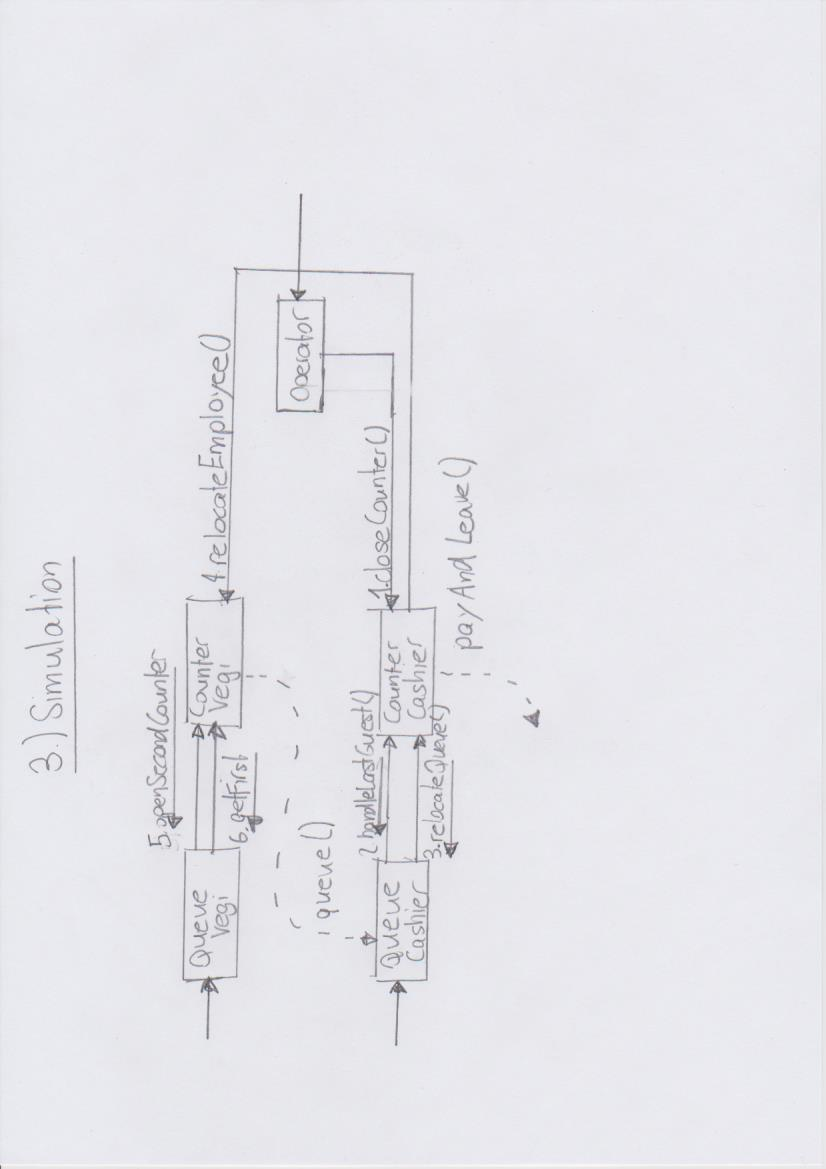 3.) Simulation
5. openSecondCounter
4. relocateEmployee()
Queue
Vegi
Counter
Vegi
6. getFirst
Operator
queue()
2. handleLastGuest()
1. closeCounter()
Queue
Cashier
Counter
Cashier
3. relocateQueue()
payAndLeave()